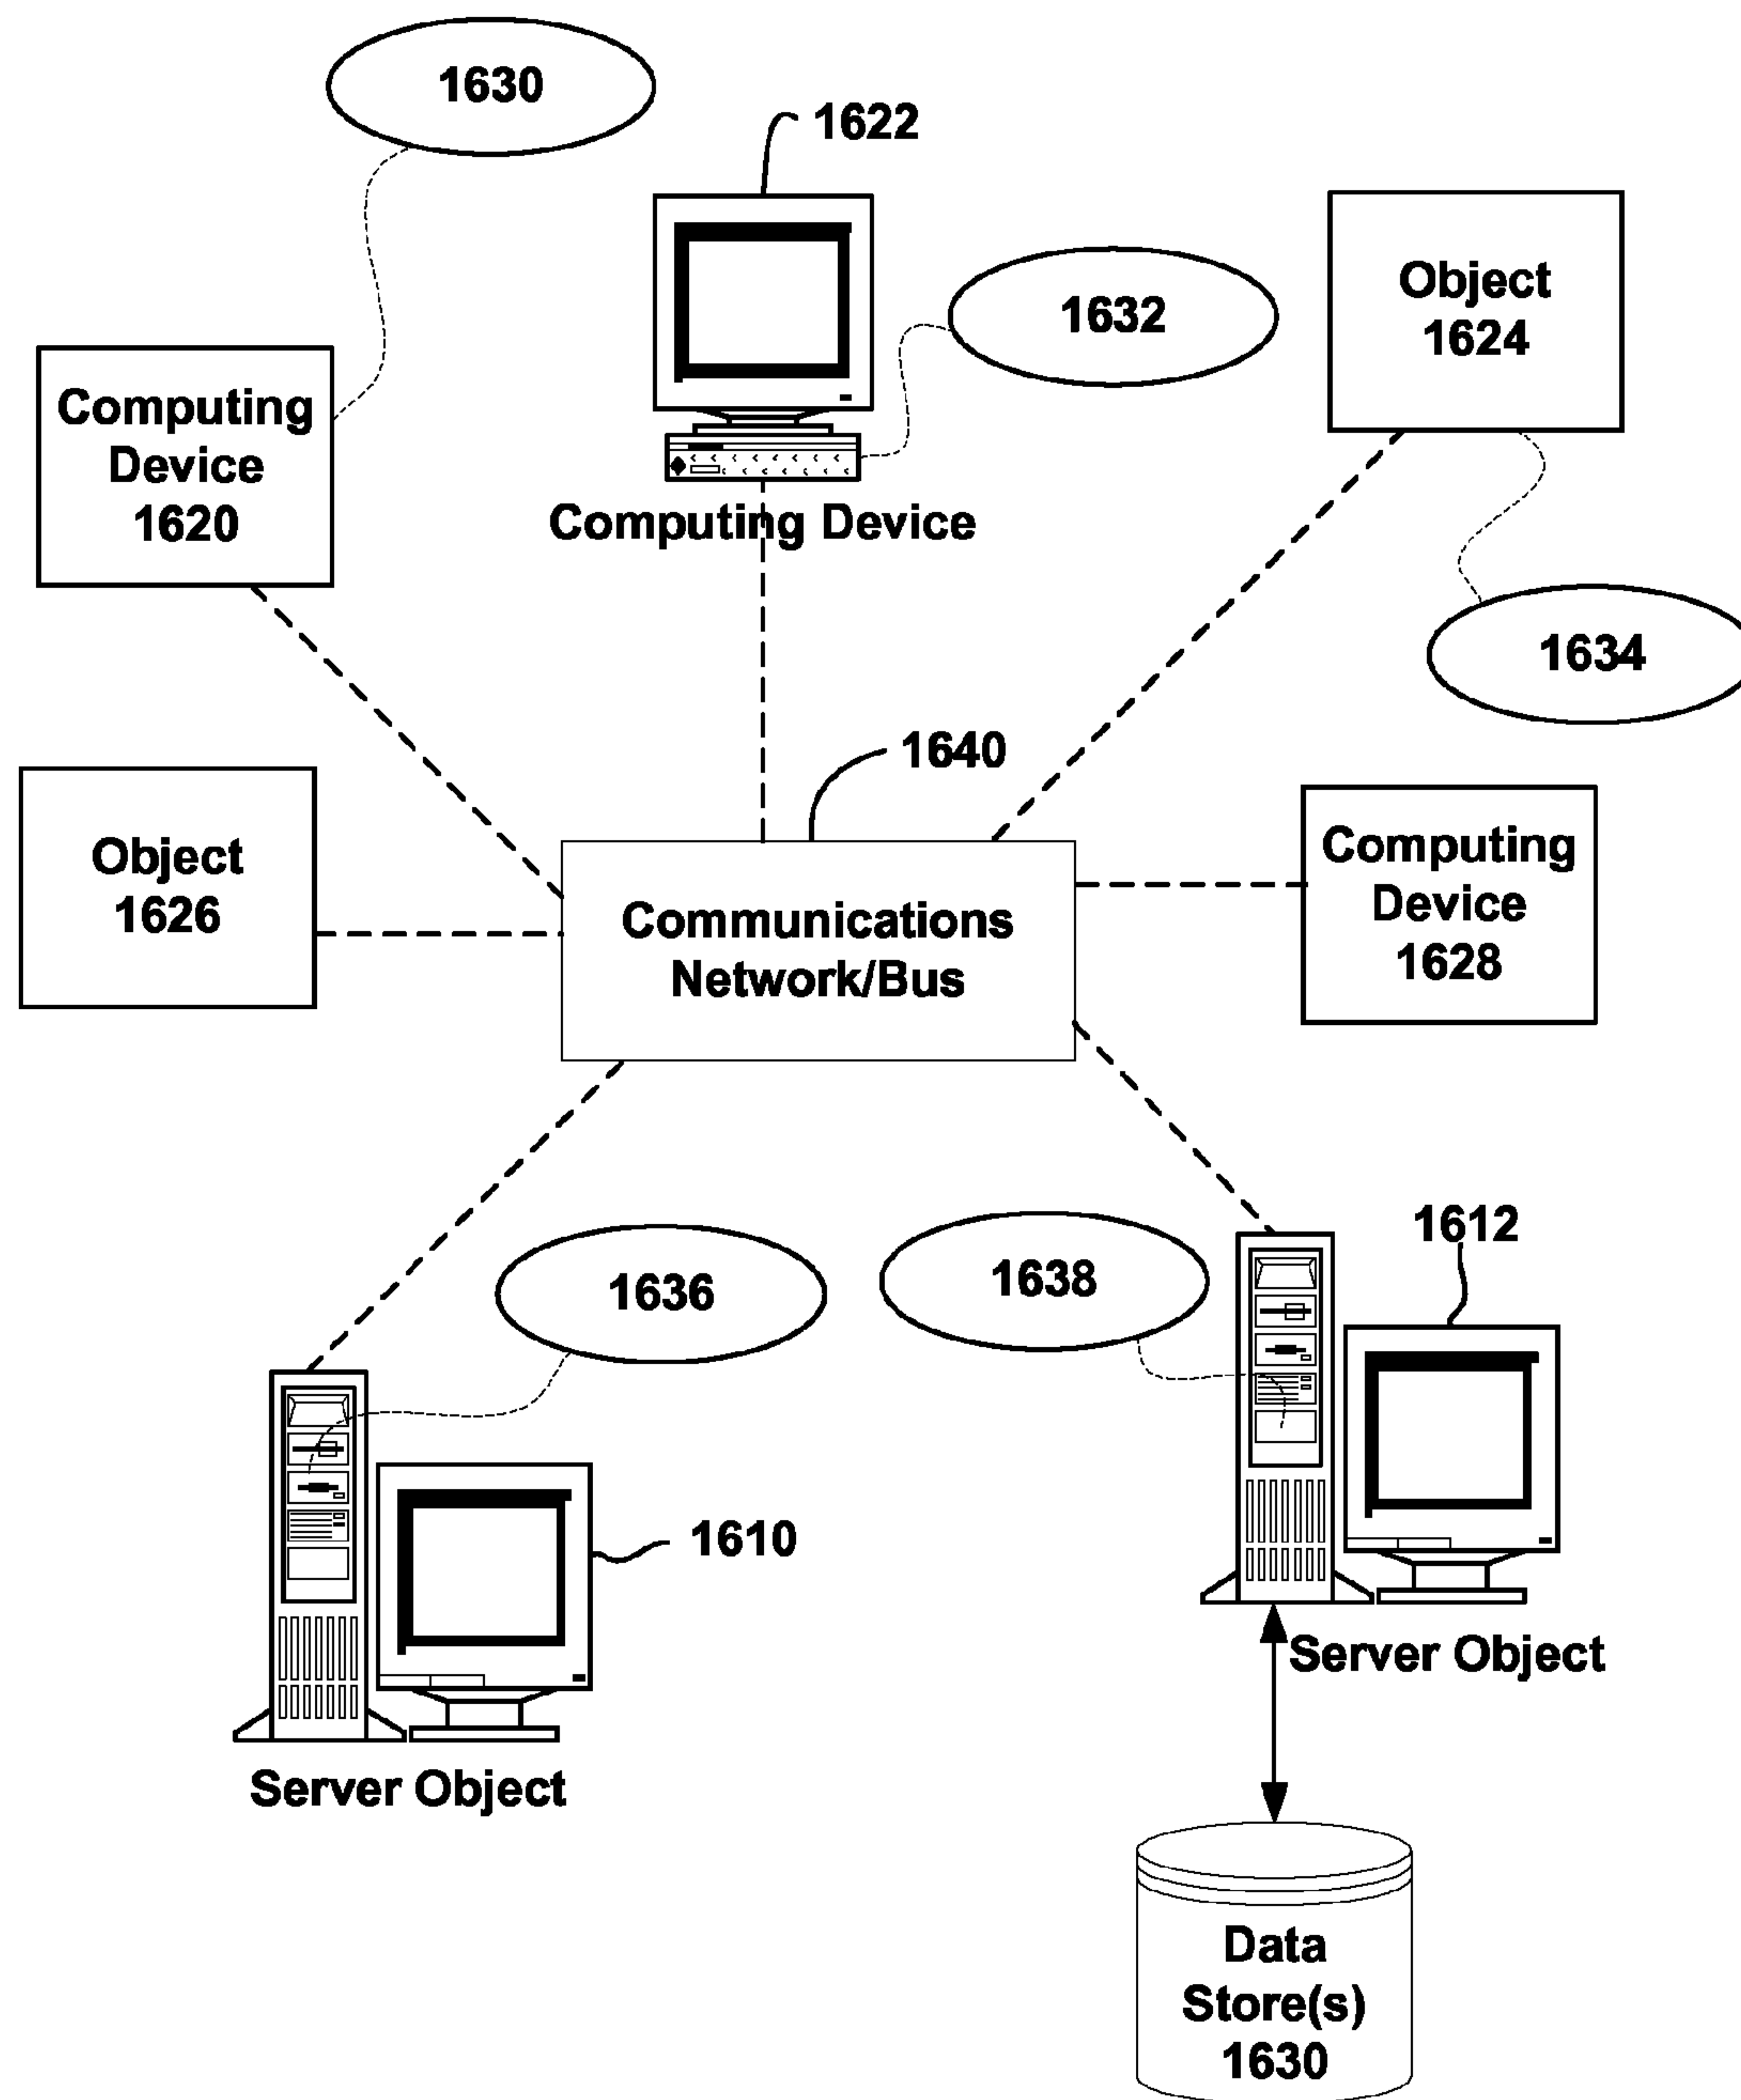 1630
1622
1632
Object
1624
Computing
Device
1620
Computing Device
1634
1640
Object
1626
Communications
Network/Bus
Computing
Device
1628
1612
1636
1638
1610
Server Object
Server Object
Data
Store(s)
1630